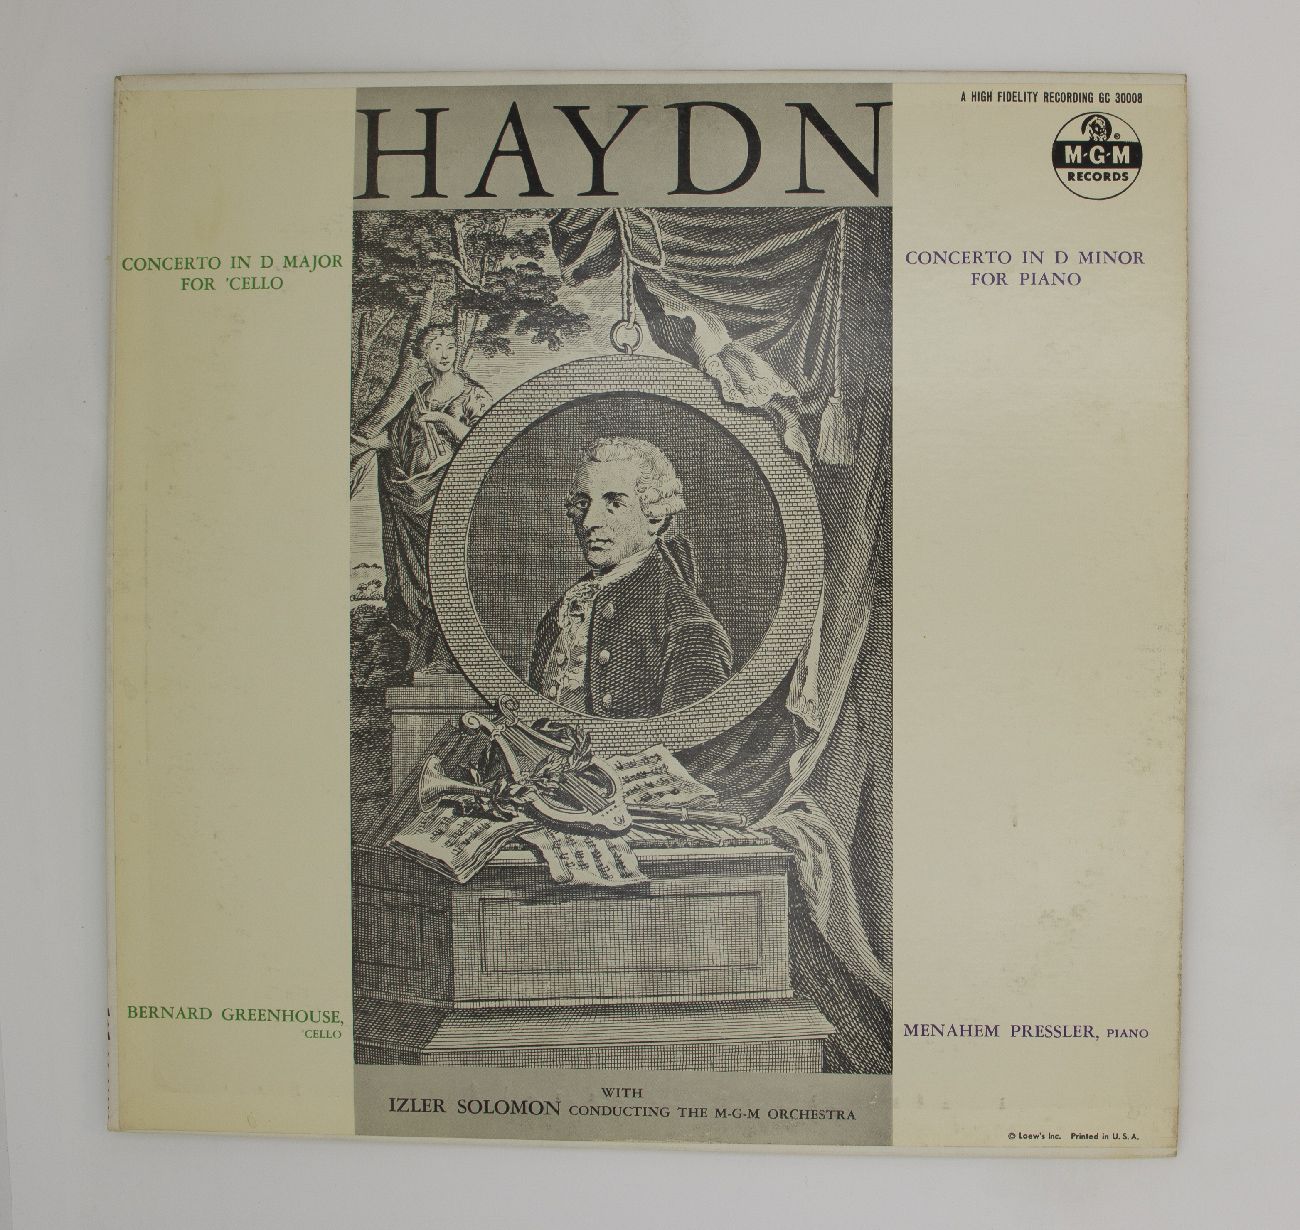 HAYDN
A HIGH FIDELITY RECORDING GC 30008
M-G-M
RECORDS
CONCERTO IN D MAJOR
FOR 'CELLO
CONCERTO IN D MINOR
FOR PIANO
BERNARD GREENHOUSE,
'CELLO
MENAHEM PRESSLER, PIANO
WITH
IZLER SOLOMON CONDUCTING THE M-G-M ORCHESTRA
© Loew's Inc. Printed in U. S. A.